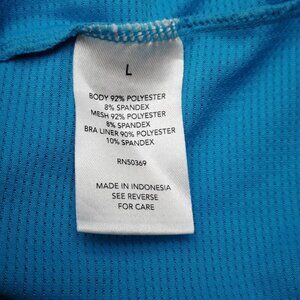 L
BODY 92% POLYESTER
8% SPANDEX
MESH 92% POLYESTER
8% SPANDEX
BRA LINER 90% POLYESTER
10% SPANDEX
RN50369
MADE IN INDONESIA
SEE REVERSE
FOR CARE